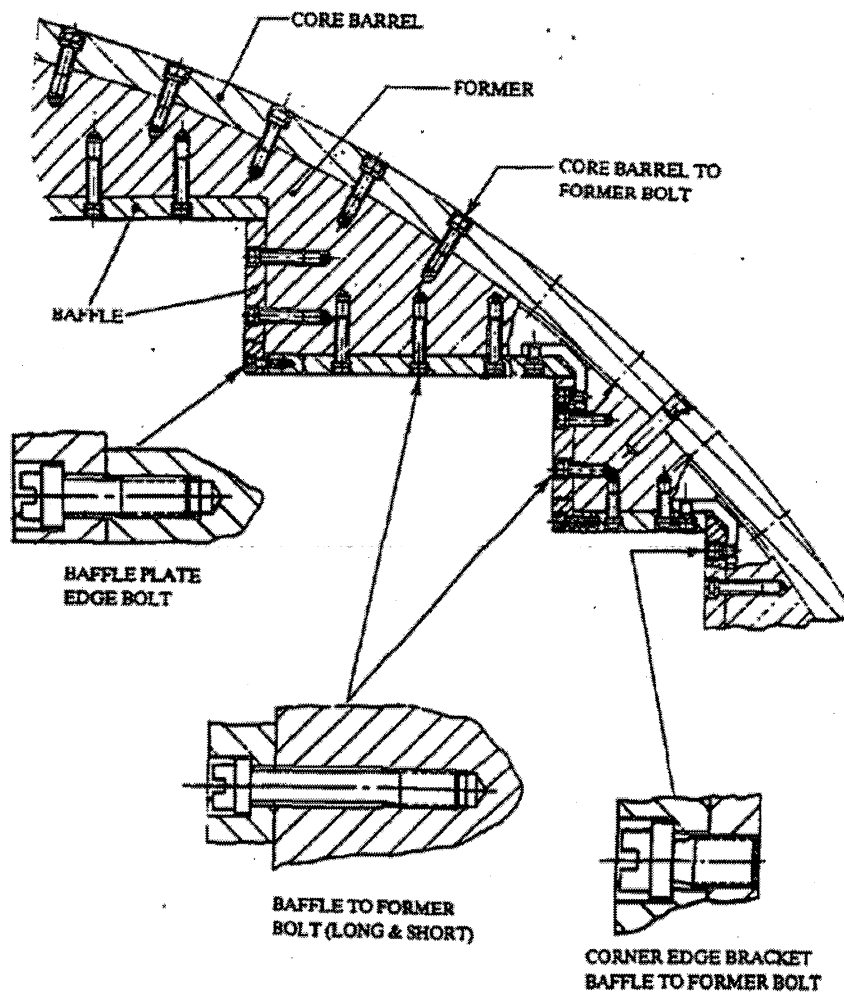 CORE BARREL
FORMER
CORE BARREL TO
FORMER BOLT
BAFFLE
BAFFLE PLATE
EDGE BOLT
BAFFLE TO FORMER
BOLT (LONG & SHORT)
CORNER EDGE BRACKET
BAFFLE TO FORMER BOLT